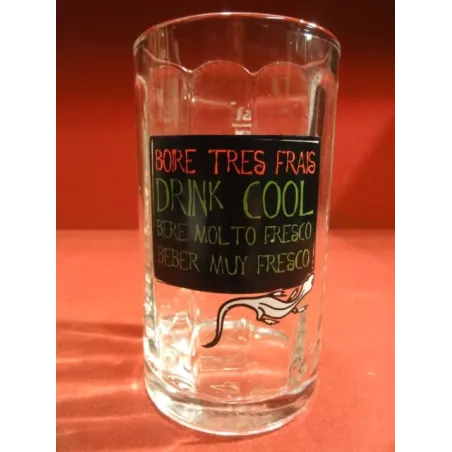 BOIRE TRES FRAIS
DRINK COOL
BERE MOLTO FRESCO
BEBER MUY FRESCO!